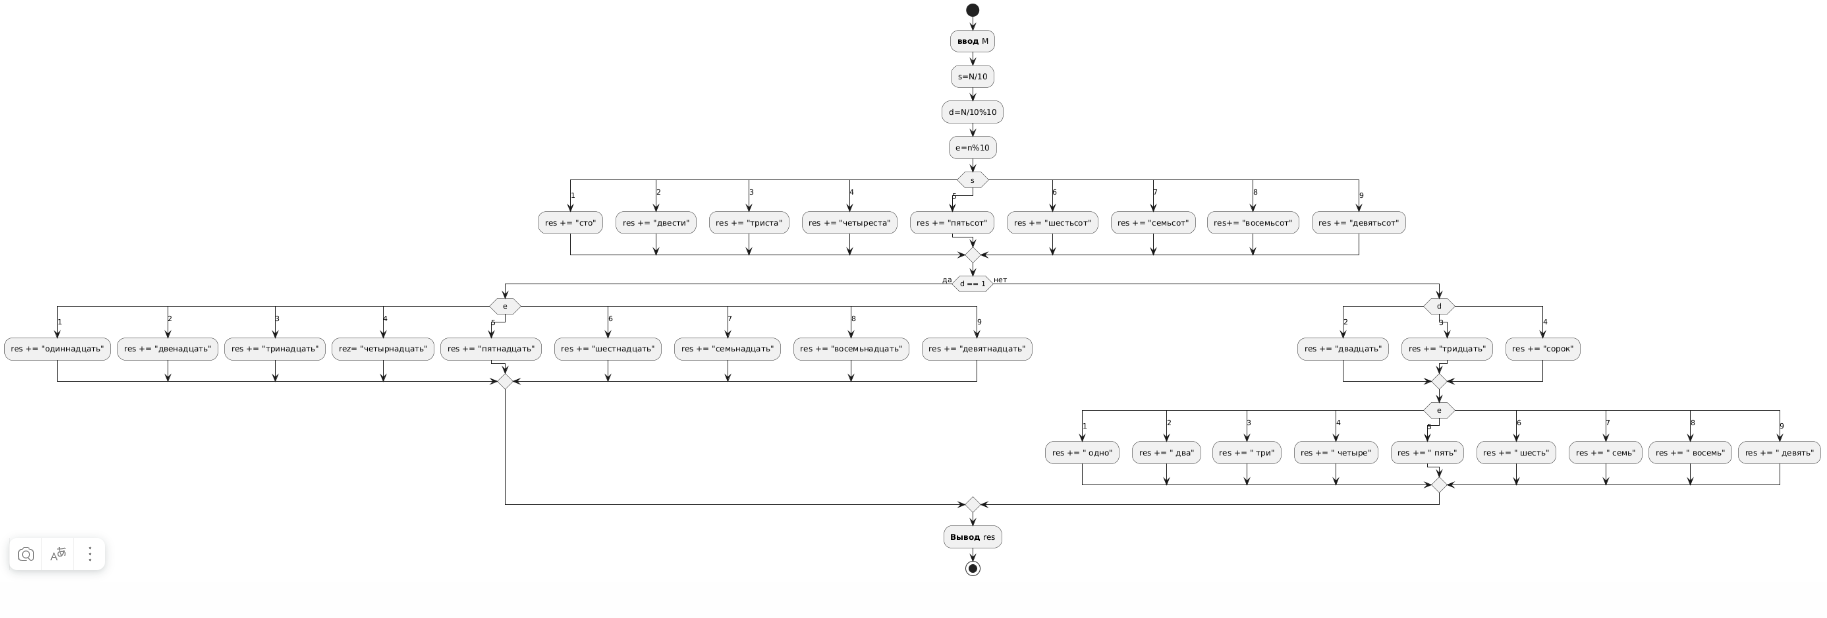 ввод M
s=N/10
d=N/10%10
e=n%10
s
1
2
3
4
5
6
7
8
9
res += "сто"
res += "двести"
res += "триста"
res += "четыреста"
res += "пятьсот"
res += "шестьсот"
res += "семьсот"
res+= "восемьсот"
res += "девятьсот"
да
d == 1
нет
e
d
1
2
3
4
5
6
7
8
9
2
3
4
res += "одиннадцать"
res += "двенадцать"
res += "тринадцать"
rez= "четырнадцать"
res += "пятнадцать"
res += "шестнадцать"
res += "семьнадцать"
res += "восемьнадцать"
res += "девятнадцать"
res += "двадцать"
res += "тридцать"
res += "сорок"
e
1
2
3
4
5
6
7
8
9
res += " одно"
res += " два"
res += " три"
res += " четыре"
res += " пять"
res += " шесть"
res += " семь"
res += " восемь"
res += " девять"
Вывод res